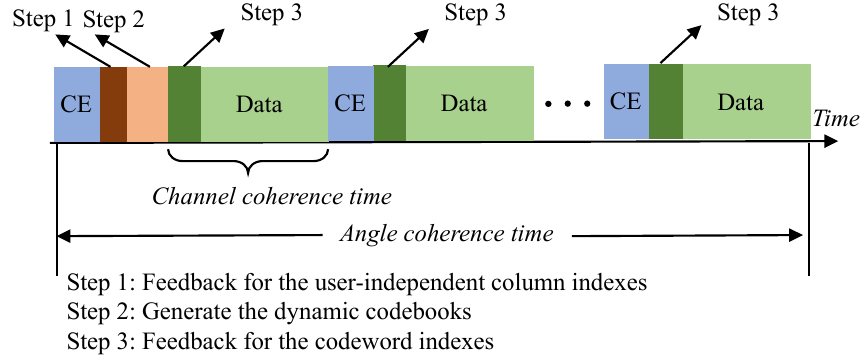 Step 1 Step 2 Step 3 Step 3 Step 3
CE Data CE Data CE Data
Time
Channel coherence time
Angle coherence time
Step 1: Feedback for the user-independent column indexes
Step 2: Generate the dynamic codebooks
Step 3: Feedback for the codeword indexes